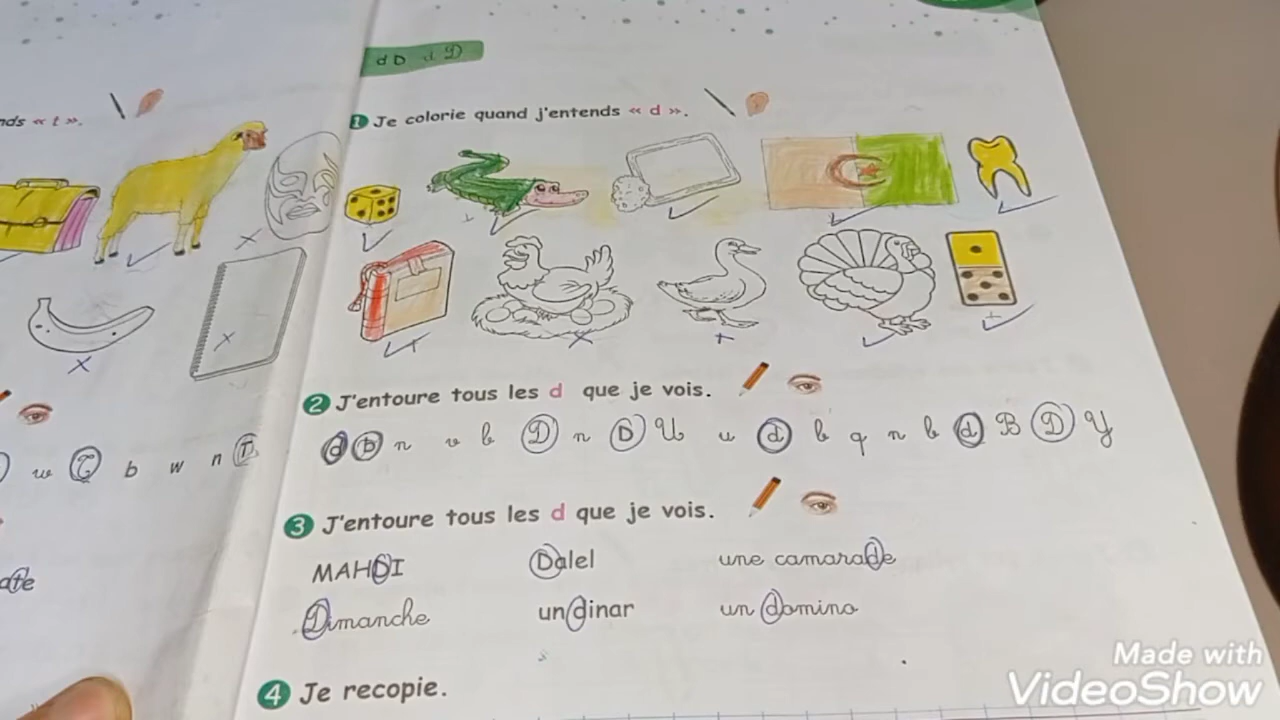 d D d D
nds « t ».
1 Je colorie quand j'entends « d ».
2 J'entoure tous les d que je vois.
d b n v b D n D U u d b q n b d B D Y
w T b w n T
3 J'entoure tous les d que je vois.
MAHDI Dalel une camarade
ate
Dimanche un dinar un domino
4 Je recopie.
Made with
VideoShow